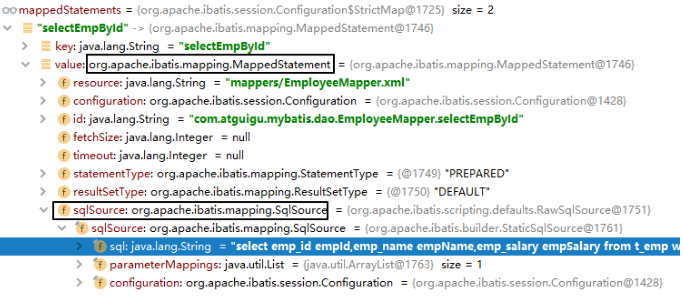 mappedStatements = {org.apache.ibatis.session.Configuration$StrictMap@1725} size = 2
"selectEmpById" -> {org.apache.ibatis.mapping.MappedStatement@1746}
key: java.lang.String = "selectEmpById"
value: org.apache.ibatis.mapping.MappedStatement = {org.apache.ibatis.mapping.MappedStatement@1746}
resource: java.lang.String = "mappers/EmployeeMapper.xml"
configuration: org.apache.ibatis.session.Configuration = {org.apache.ibatis.session.Configuration@1428}
id: java.lang.String = "com.atguigu.mybatis.dao.EmployeeMapper.selectEmpById"
fetchSize: java.lang.Integer = null
timeout: java.lang.Integer = null
statementType: org.apache.ibatis.mapping.StatementType = {@1749} "PREPARED"
resultSetType: org.apache.ibatis.mapping.ResultSetType = {@1750} "DEFAULT"
sqlSource: org.apache.ibatis.mapping.SqlSource = {org.apache.ibatis.scripting.defaults.RawSqlSource@1751}
sqlSource: org.apache.ibatis.mapping.SqlSource = {org.apache.ibatis.builder.StaticSqlSource@1761}
sql: java.lang.String = "select emp_id empId,emp_name empName,emp_salary empSalary from t_emp w
parameterMappings: java.util.List = {java.util.ArrayList@1763} size = 1
configuration: org.apache.ibatis.session.Configuration = {org.apache.ibatis.session.Configuration@1428}